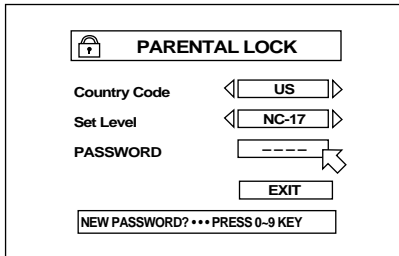 PARENTAL LOCK
Country Code US
Set Level NC-17
PASSWORD – – – –
EXIT
NEW PASSWORD? ••• PRESS 0~9 KEY